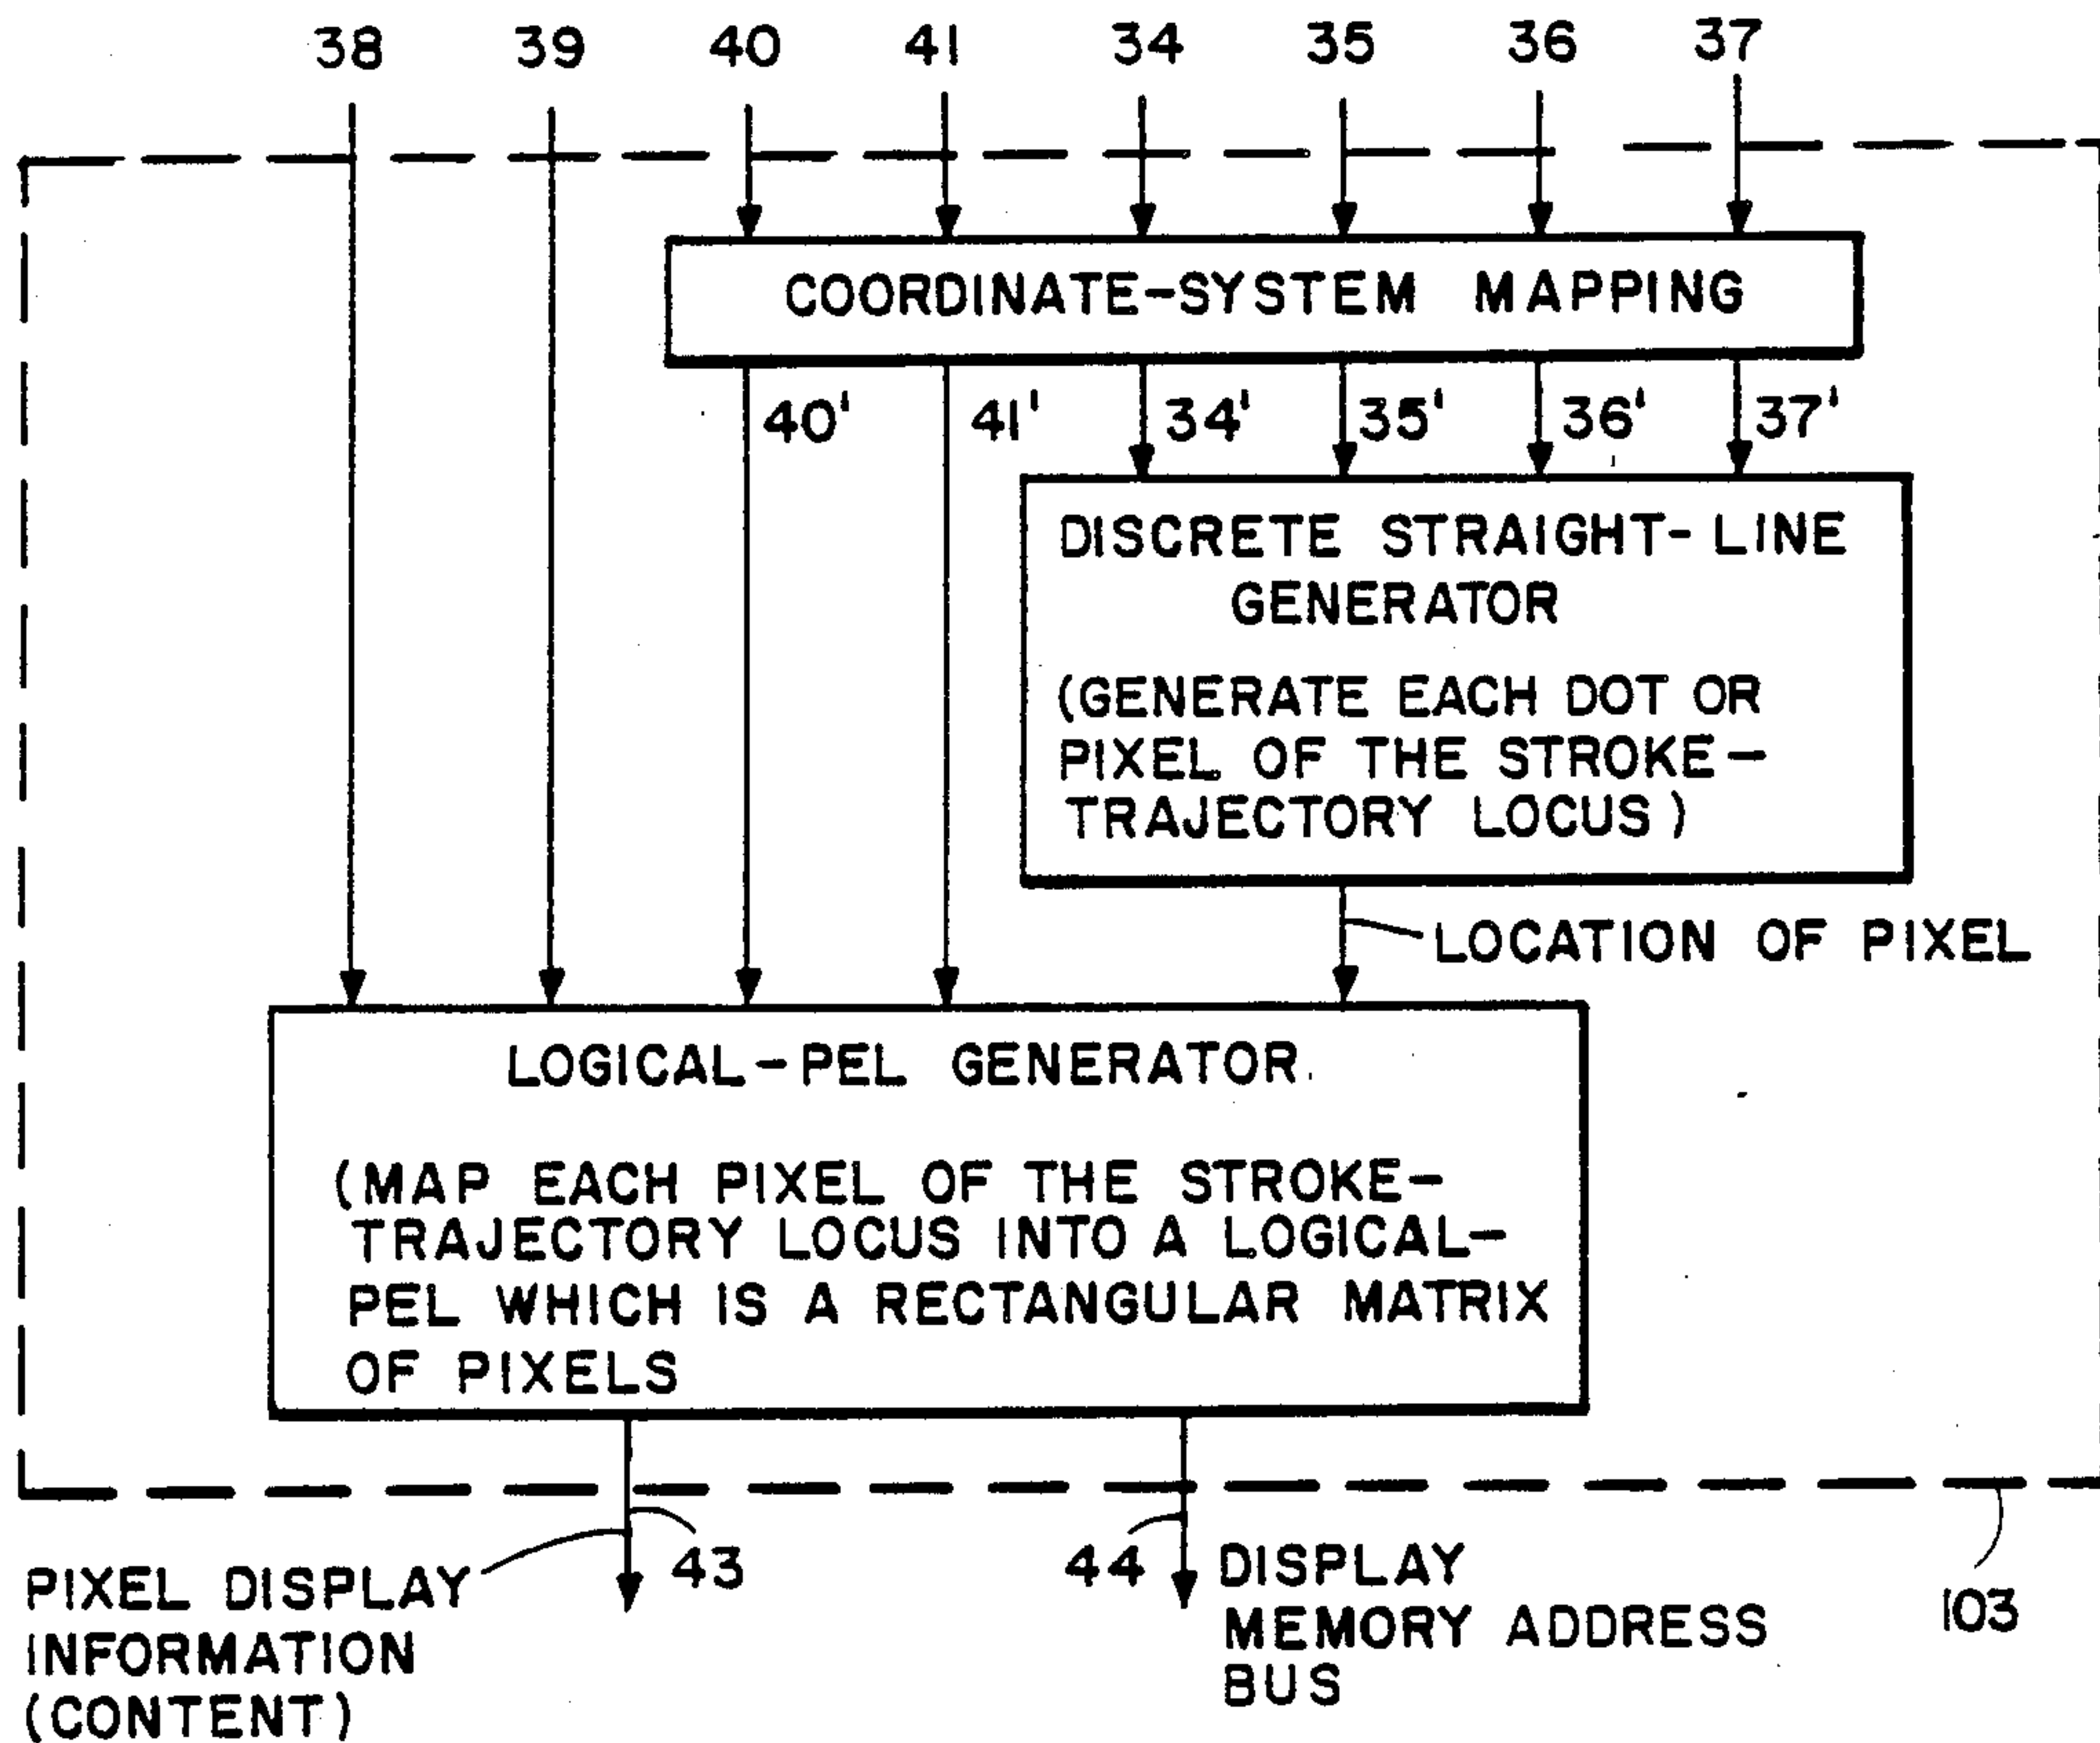 38 39 40 41 34 35 36 37
COORDINATE-SYSTEM MAPPING
40' 41' 34' 35' 36' 37'
DISCRETE STRAIGHT-LINE
GENERATOR
(GENERATE EACH DOT OR
PIXEL OF THE STROKE-
TRAJECTORY LOCUS)
LOCATION OF PIXEL
LOGICAL-PEL GENERATOR
(MAP EACH PIXEL OF THE STROKE-
TRAJECTORY LOCUS INTO A LOGICAL-
PEL WHICH IS A RECTANGULAR MATRIX
OF PIXELS
PIXEL DISPLAY
INFORMATION
(CONTENT)
43
44
DISPLAY
MEMORY ADDRESS
BUS
103